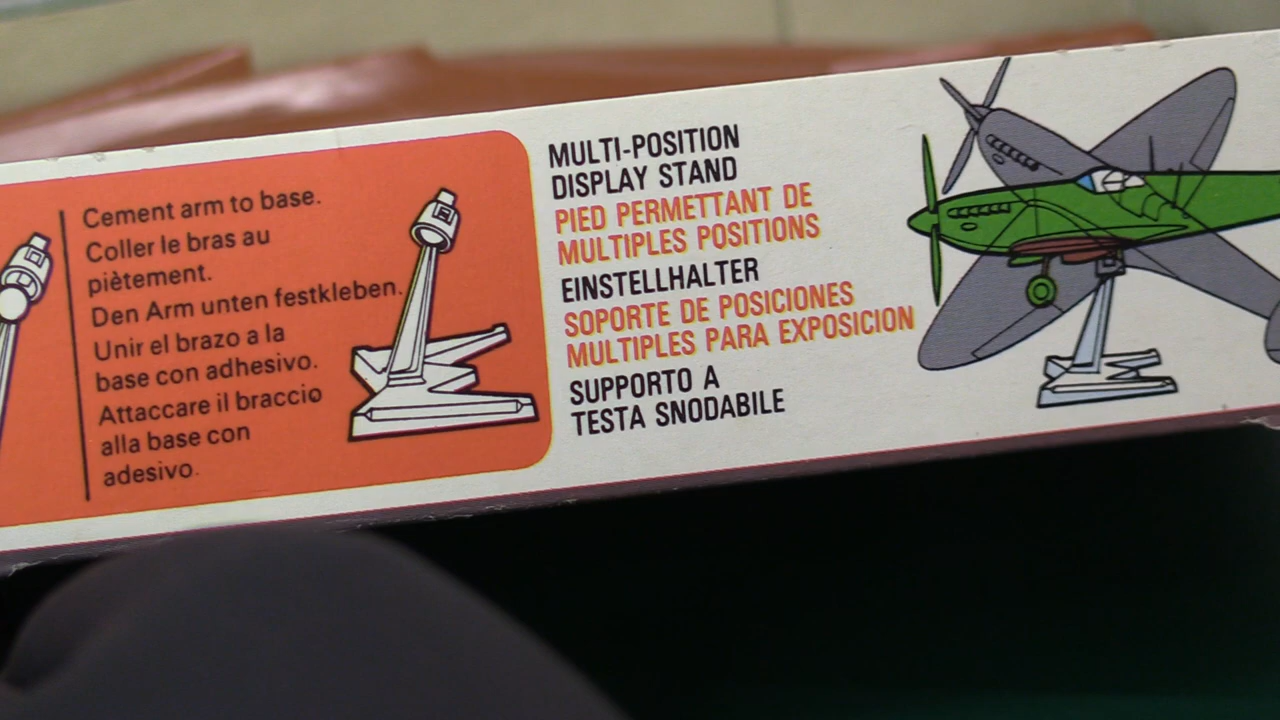 Cement arm to base.
Coller le bras au
piètement.
Den Arm unten festkleben.
Unir el brazo a la
base con adhesivo.
Attaccare il braccio
alla base con
adesivo.
MULTI-POSITION
DISPLAY STAND
PIED PERMETTANT DE
MULTIPLES POSITIONS
EINSTELLHALTER
SOPORTE DE POSICIONES
MULTIPLES PARA EXPOSICION
SUPPORTO A
TESTA SNODABILE